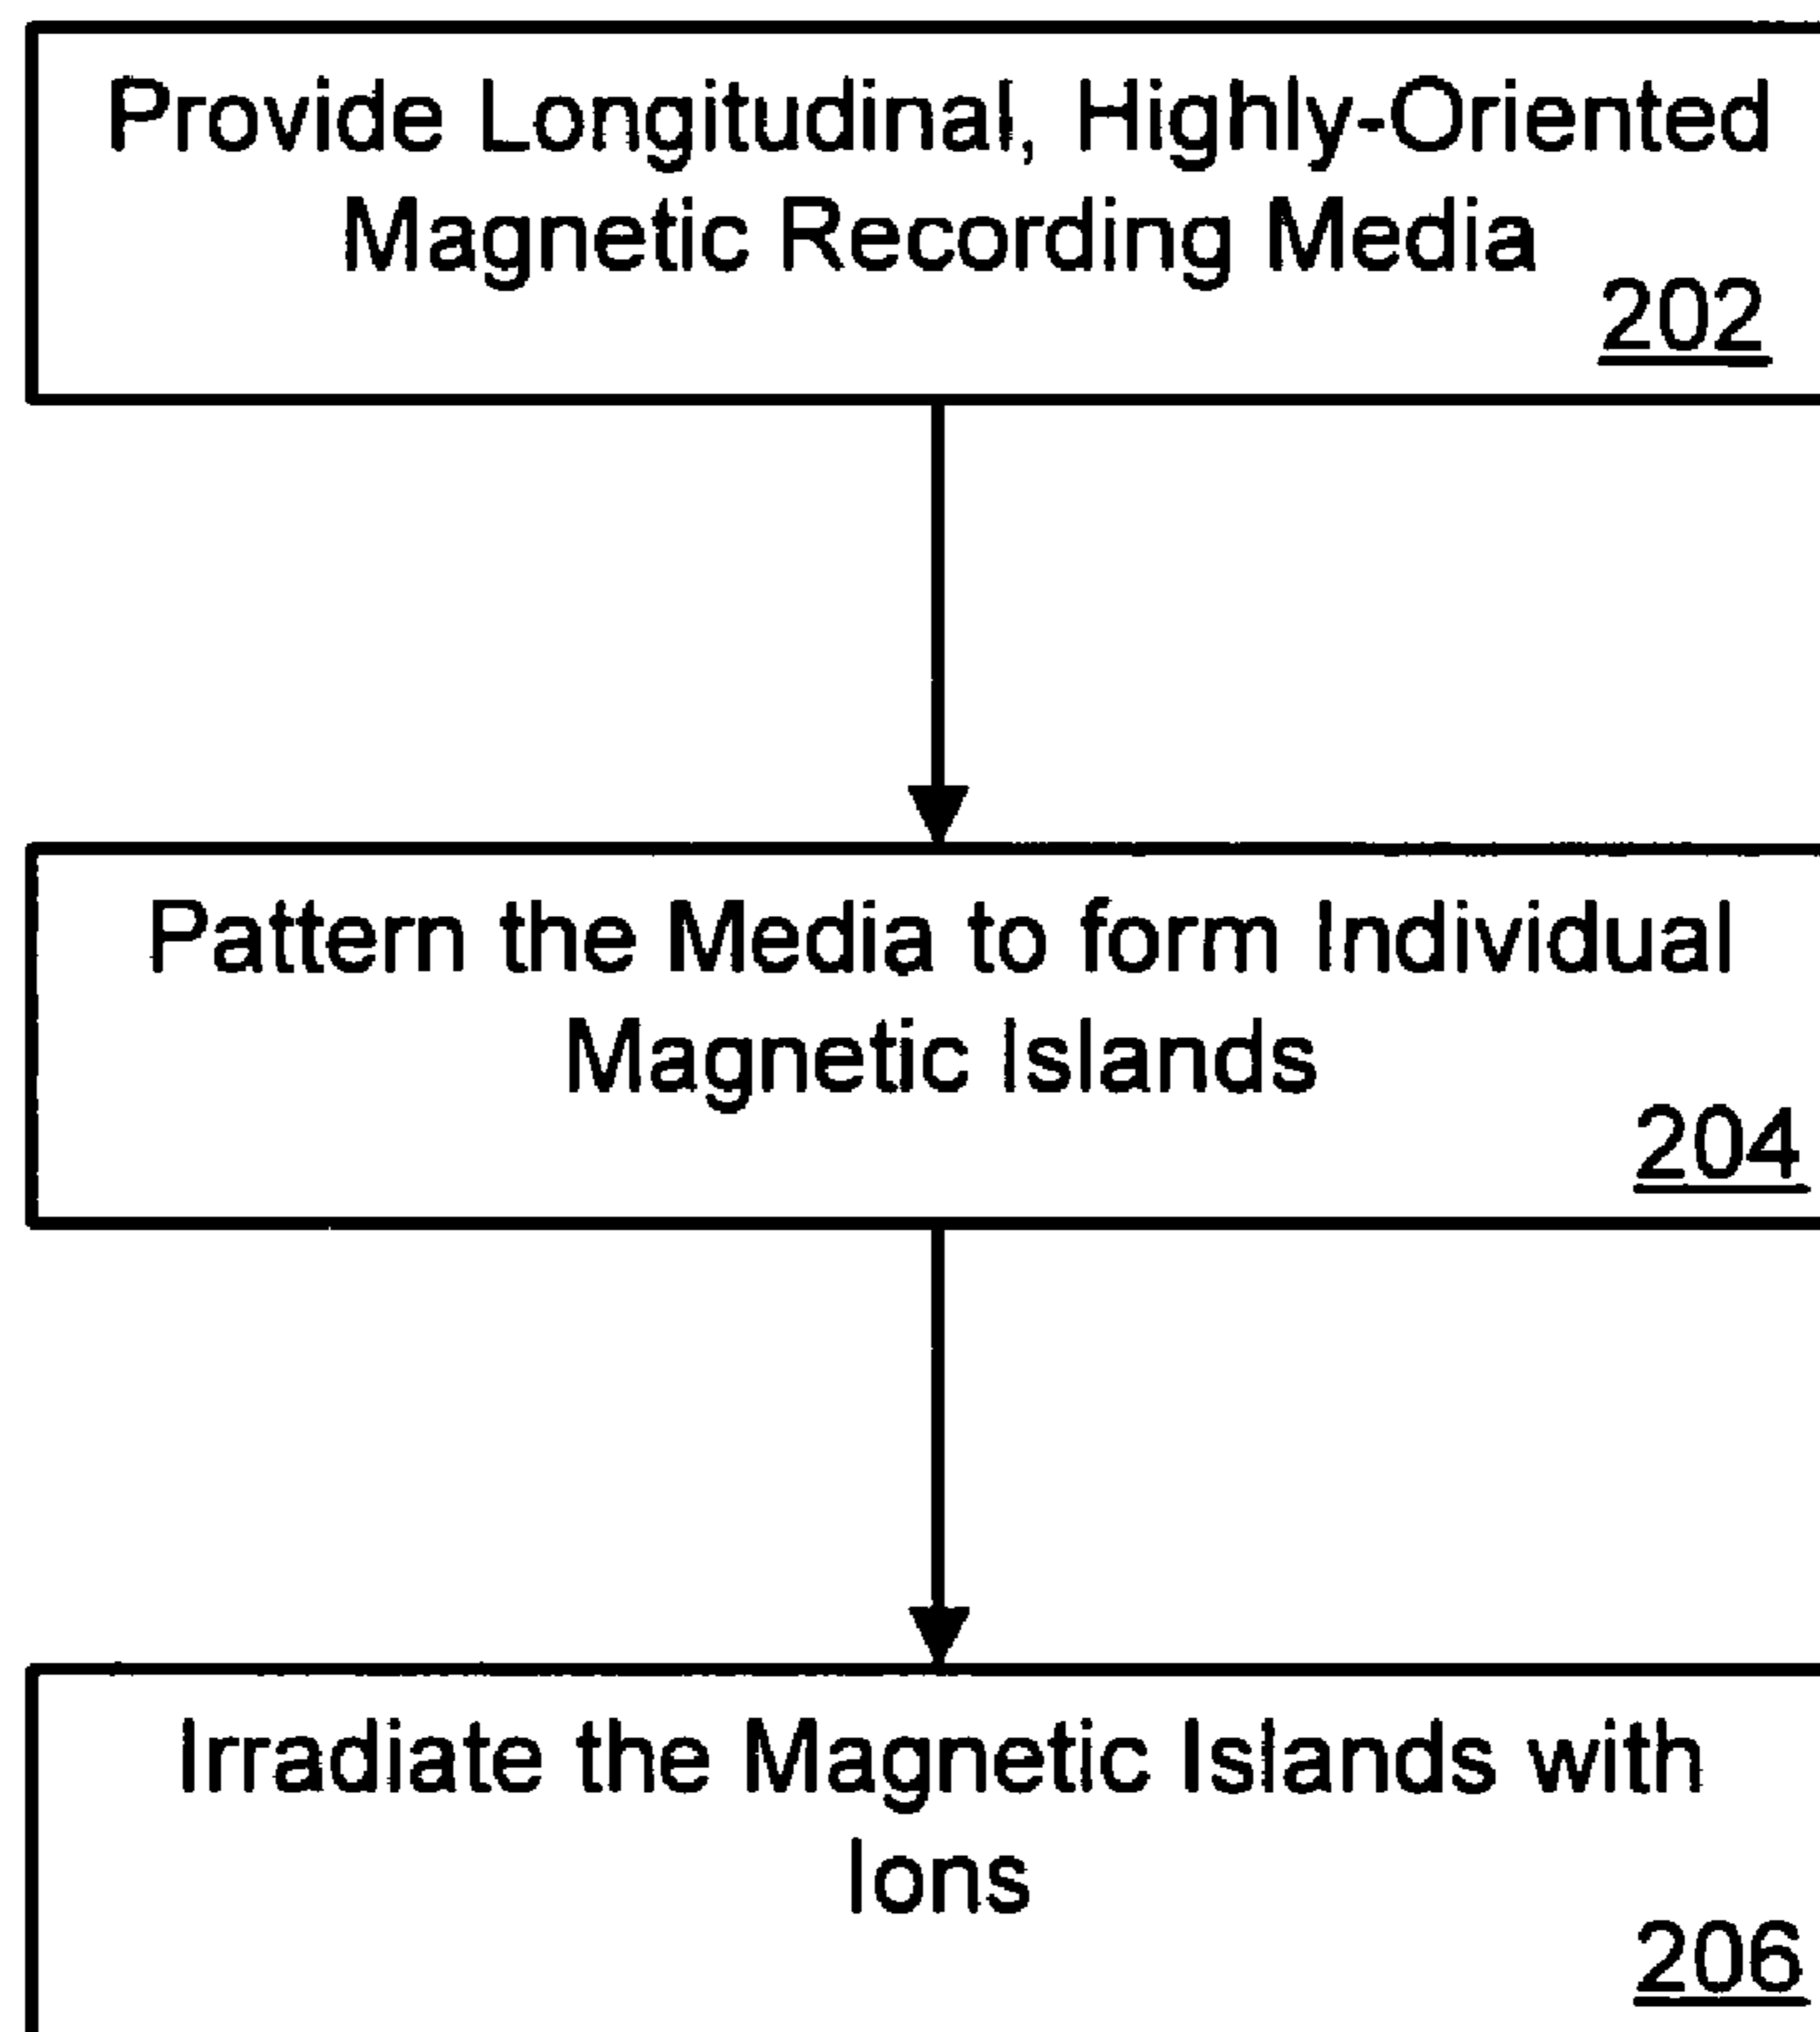 Provide Longitudinal, Highly-Oriented
Magnetic Recording Media
202
Pattern the Media to form Individual
Magnetic Islands
204
Irradiate the Magnetic Islands with
Ions
206